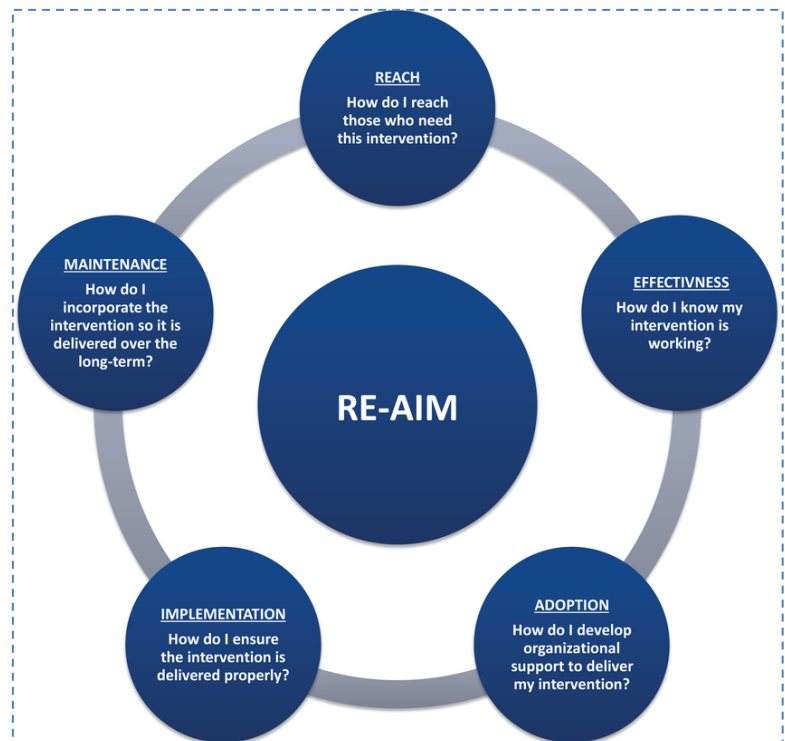 REACH
How do I reach
those who need
this intervention?
EFFECTIVNESS
How do I know my
intervention is
working?
ADOPTION
How do I develop
organizational
support to deliver
my intervention?
IMPLEMENTATION
How do I ensure
the intervention is
delivered properly?
MAINTENANCE
How do I
incorporate the
intervention so it is
delivered over the
long-term?
RE-AIM